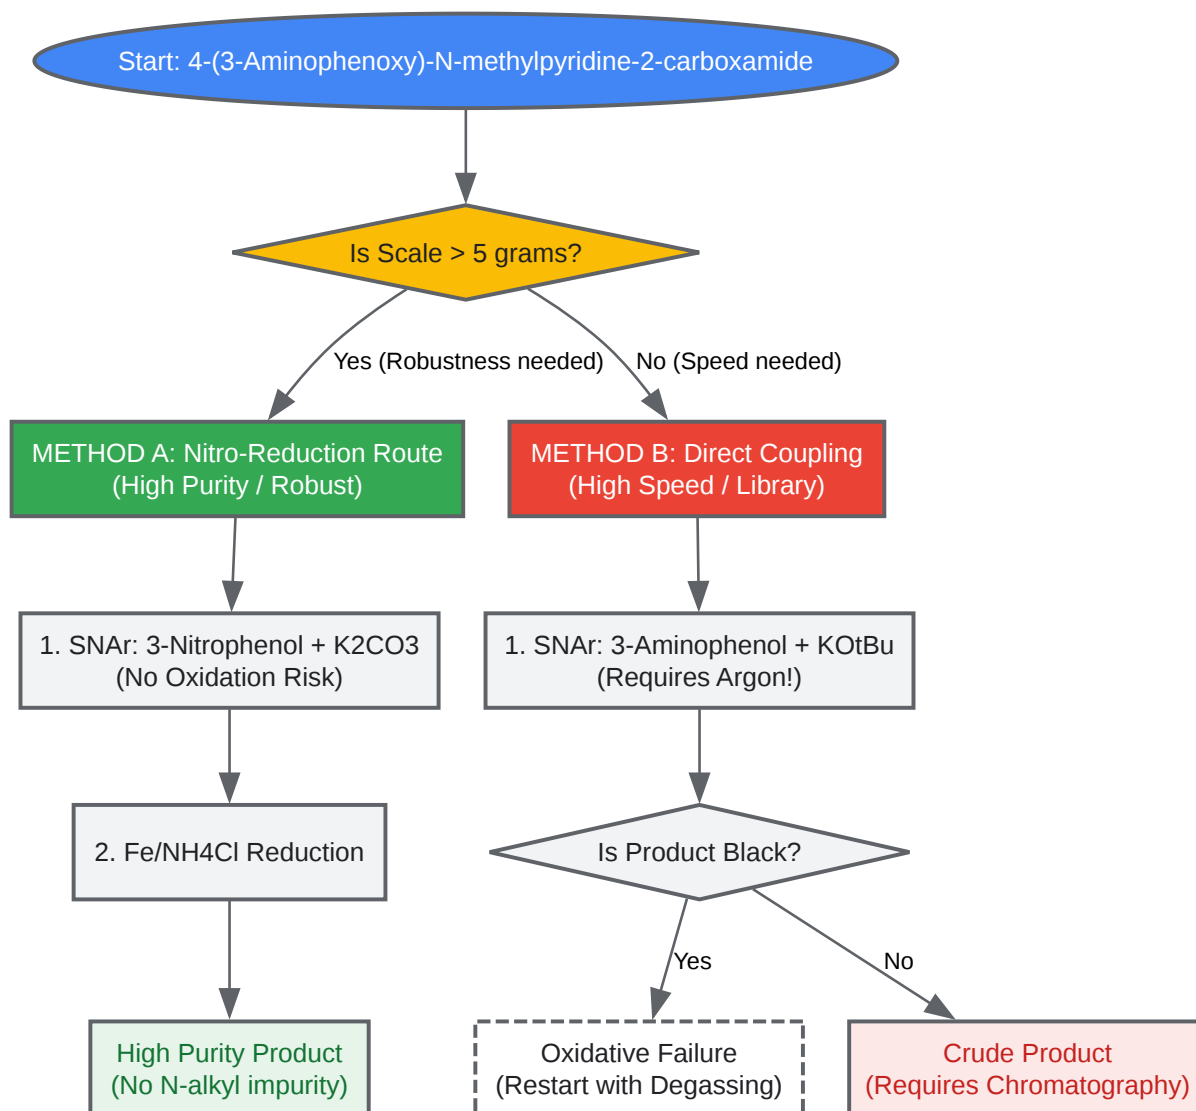 Start: 4-(3-Aminophenoxy)-N-methylpyridine-2-carboxamide
Is Scale > 5 grams?
Yes (Robustness needed)
No (Speed needed)
METHOD A: Nitro-Reduction Route
(High Purity / Robust)
METHOD B: Direct Coupling
(High Speed / Library)
1. SNAr: 3-Nitrophenol + K2CO3
(No Oxidation Risk)
1. SNAr: 3-Aminophenol + KOtBu
(Requires Argon!)
2. Fe/NH4Cl Reduction
Is Product Black?
Yes
No
High Purity Product
(No N-alkyl impurity)
Oxidative Failure
(Restart with Degassing)
Crude Product
(Requires Chromatography)